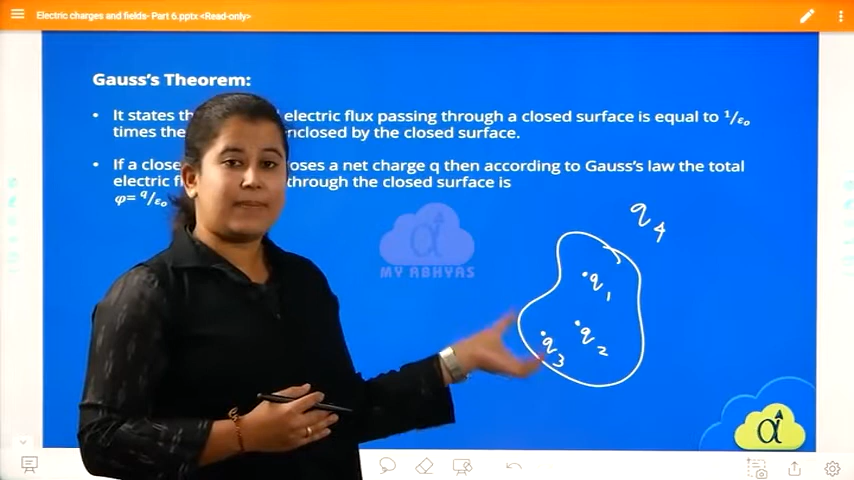 Electric charges and fields- Part 6.pptx <Read-only>
Gauss's Theorem:
• It states electric flux passing through a closed surface is equal to ¹/ε₀
times the nclosed by the closed surface.
• If a close oses a net charge q then according to Gauss's law the total
electric fl through the closed surface is
φ= q/ε₀
q4
q1
q2
q3
MY ABHYAS